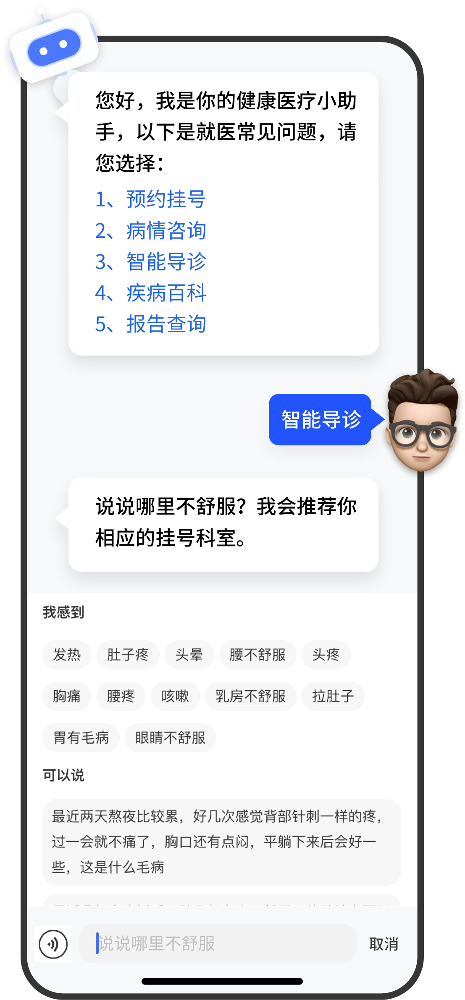 您好，我是你的健康医疗小助
手，以下是就医常见问题，请
您选择：
1、预约挂号
2、病情咨询
3、智能导诊
4、疾病百科
5、报告查询
智能导诊
说说哪里不舒服？我会推荐你
相应的挂号科室。
我感到
发热 肚子疼 头晕 腰不舒服 头疼
胸痛 腰疼 咳嗽 乳房不舒服 拉肚子
胃有毛病 眼睛不舒服
可以说
最近两天熬夜比较累，好几次感觉背部针刺一样的疼，
过一会就不痛了，胸口还有点闷，平躺下来后会好一
些，这是什么毛病
说说哪里不舒服 取消